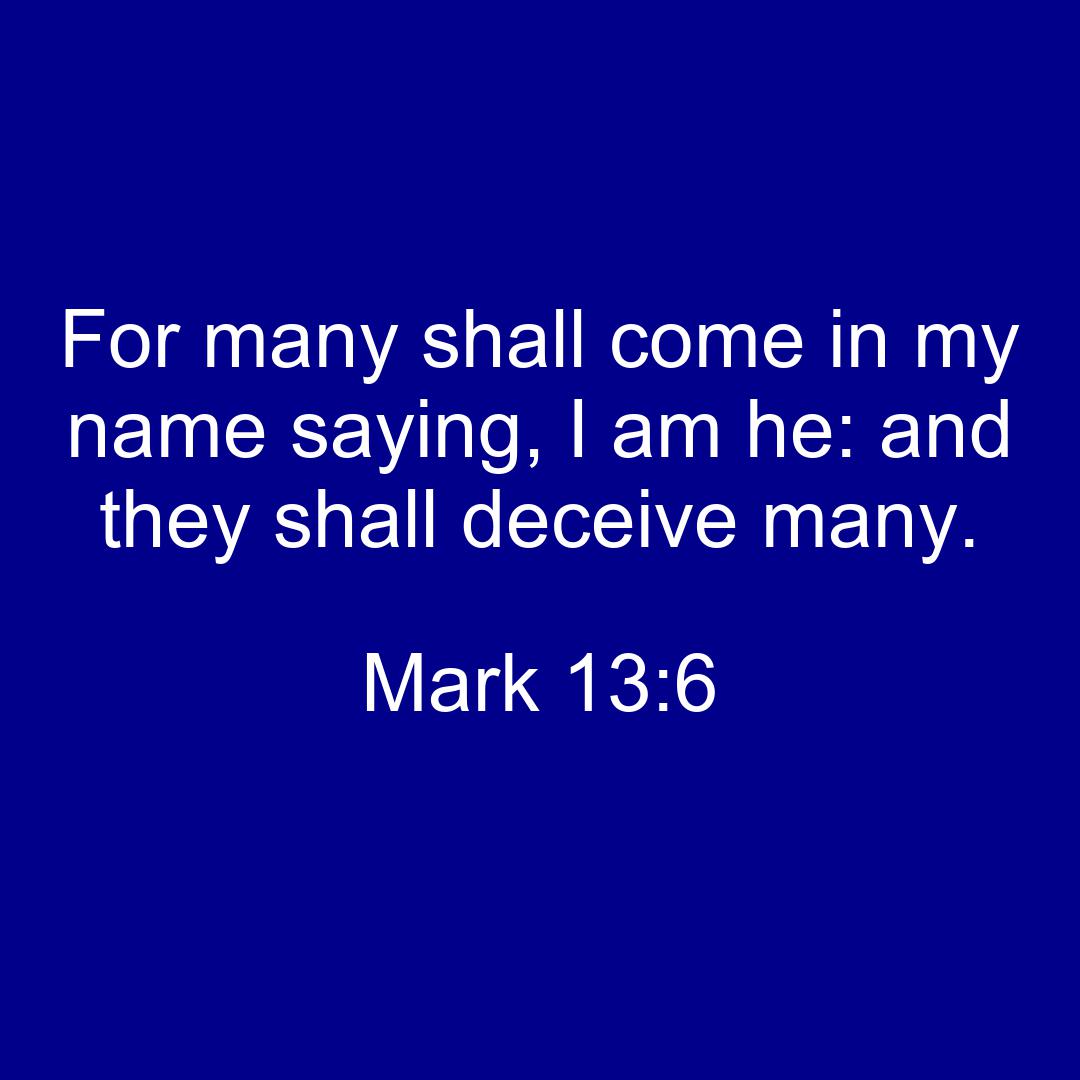 For many shall come in my
name saying, I am he: and
they shall deceive many.
Mark 13:6